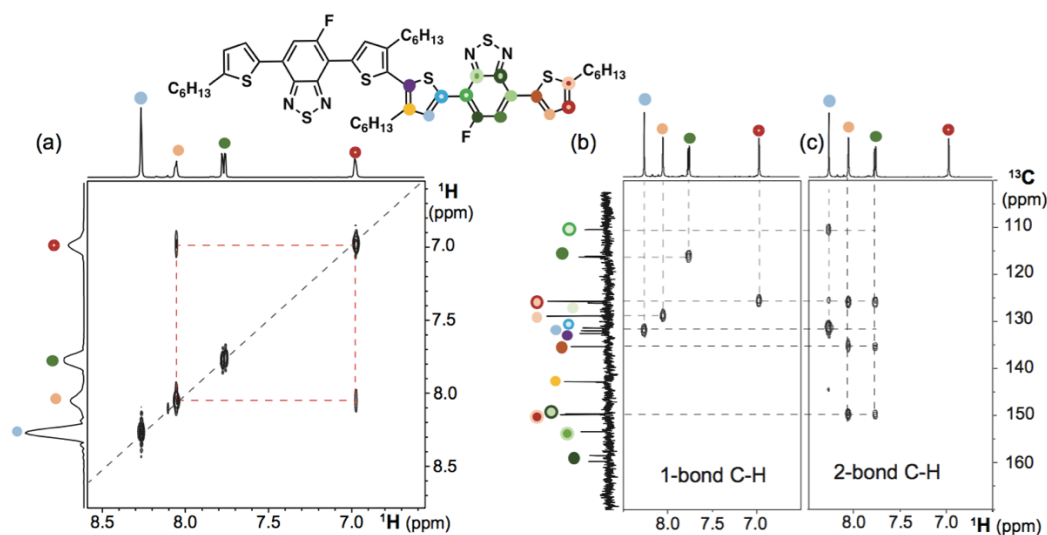 F
C₆H₁₃
N
S
N
C₆H₁₃
S
S
C₆H₁₃
S
S
N
N
S
C₆H₁₃
F
(a)
¹H
(ppm)
7.0
7.5
8.0
8.5
8.5
8.0
7.5
7.0
¹H (ppm)
(b)
1-bond C-H
8.0
7.5
7.0
(c)
2-bond C-H
¹³C
(ppm)
110
120
130
140
150
160
8.0
7.5
7.0
¹H (ppm)